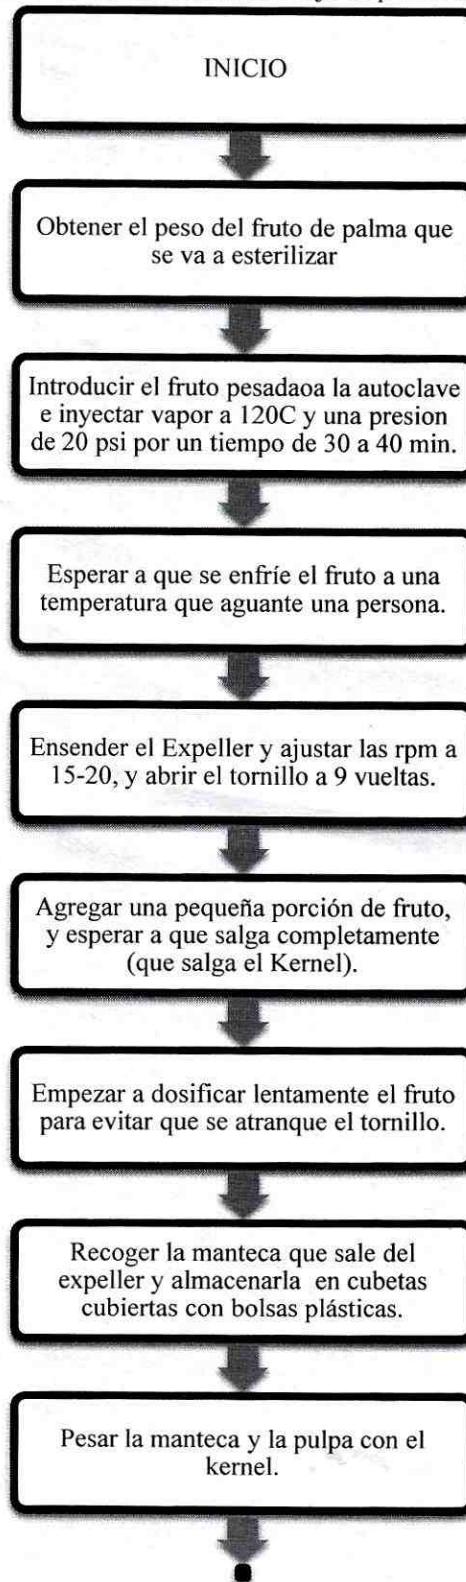 INICIO
Obtener el peso del fruto de palma que
se va a esterilizar
Introducir el fruto pesadaoa la autoclave
e inyectar vapor a 120C y una presion
de 20 psi por un tiempo de 30 a 40 min.
Esperar a que se enfríe el fruto a una
temperatura que aguante una persona.
Ensender el Expeller y ajustar las rpm a
15-20, y abrir el tornillo a 9 vueltas.
Agregar una pequeña porción de fruto,
y esperar a que salga completamente
(que salga el Kernel).
Empezar a dosificar lentamente el fruto
para evitar que se atranque el tornillo.
Recoger la manteca que sale del
expeller y almacenarla en cubetas
cubiertas con bolsas plásticas.
Pesar la manteca y la pulpa con el
kernel.